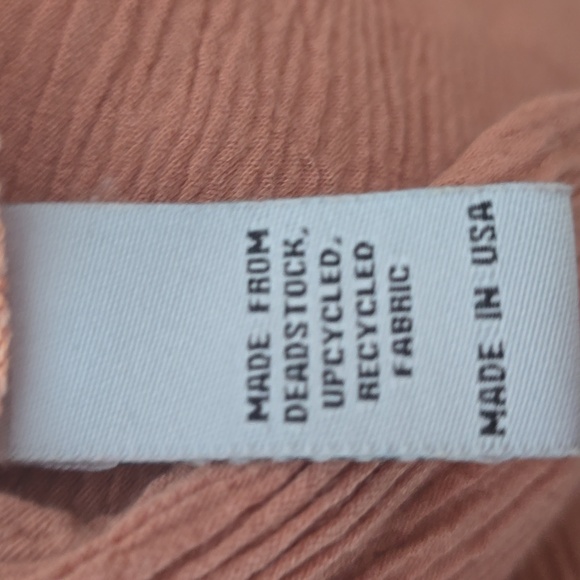 MADE FROM
DEADSTOCK,
UPCYCLED,
RECYCLED
FABRIC
MADE IN USA